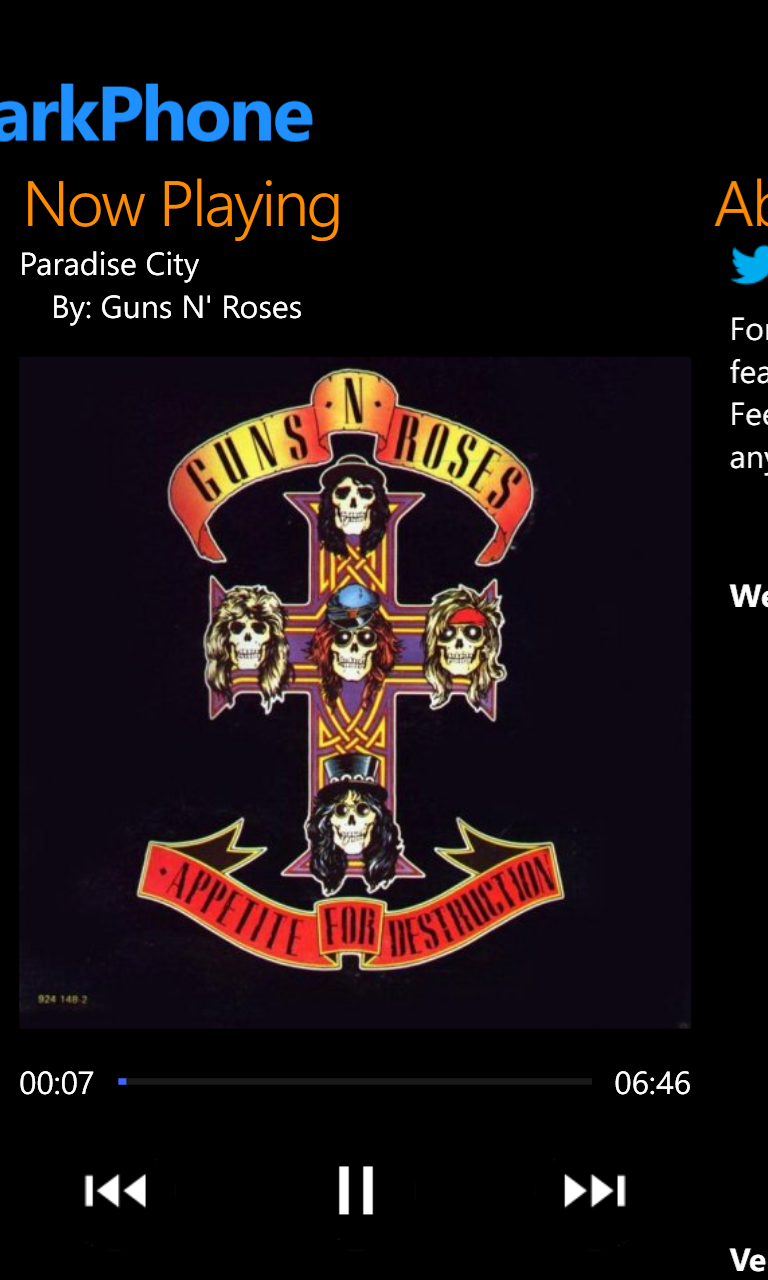 arkPhone
Now Playing
Ab
Paradise City
By: Guns N' Roses
For
fea
Fee
any
GUNS N ROSES
We
·APPETITE FOR DESTRUCTION
924 148-2
00:07
06:46
Ve